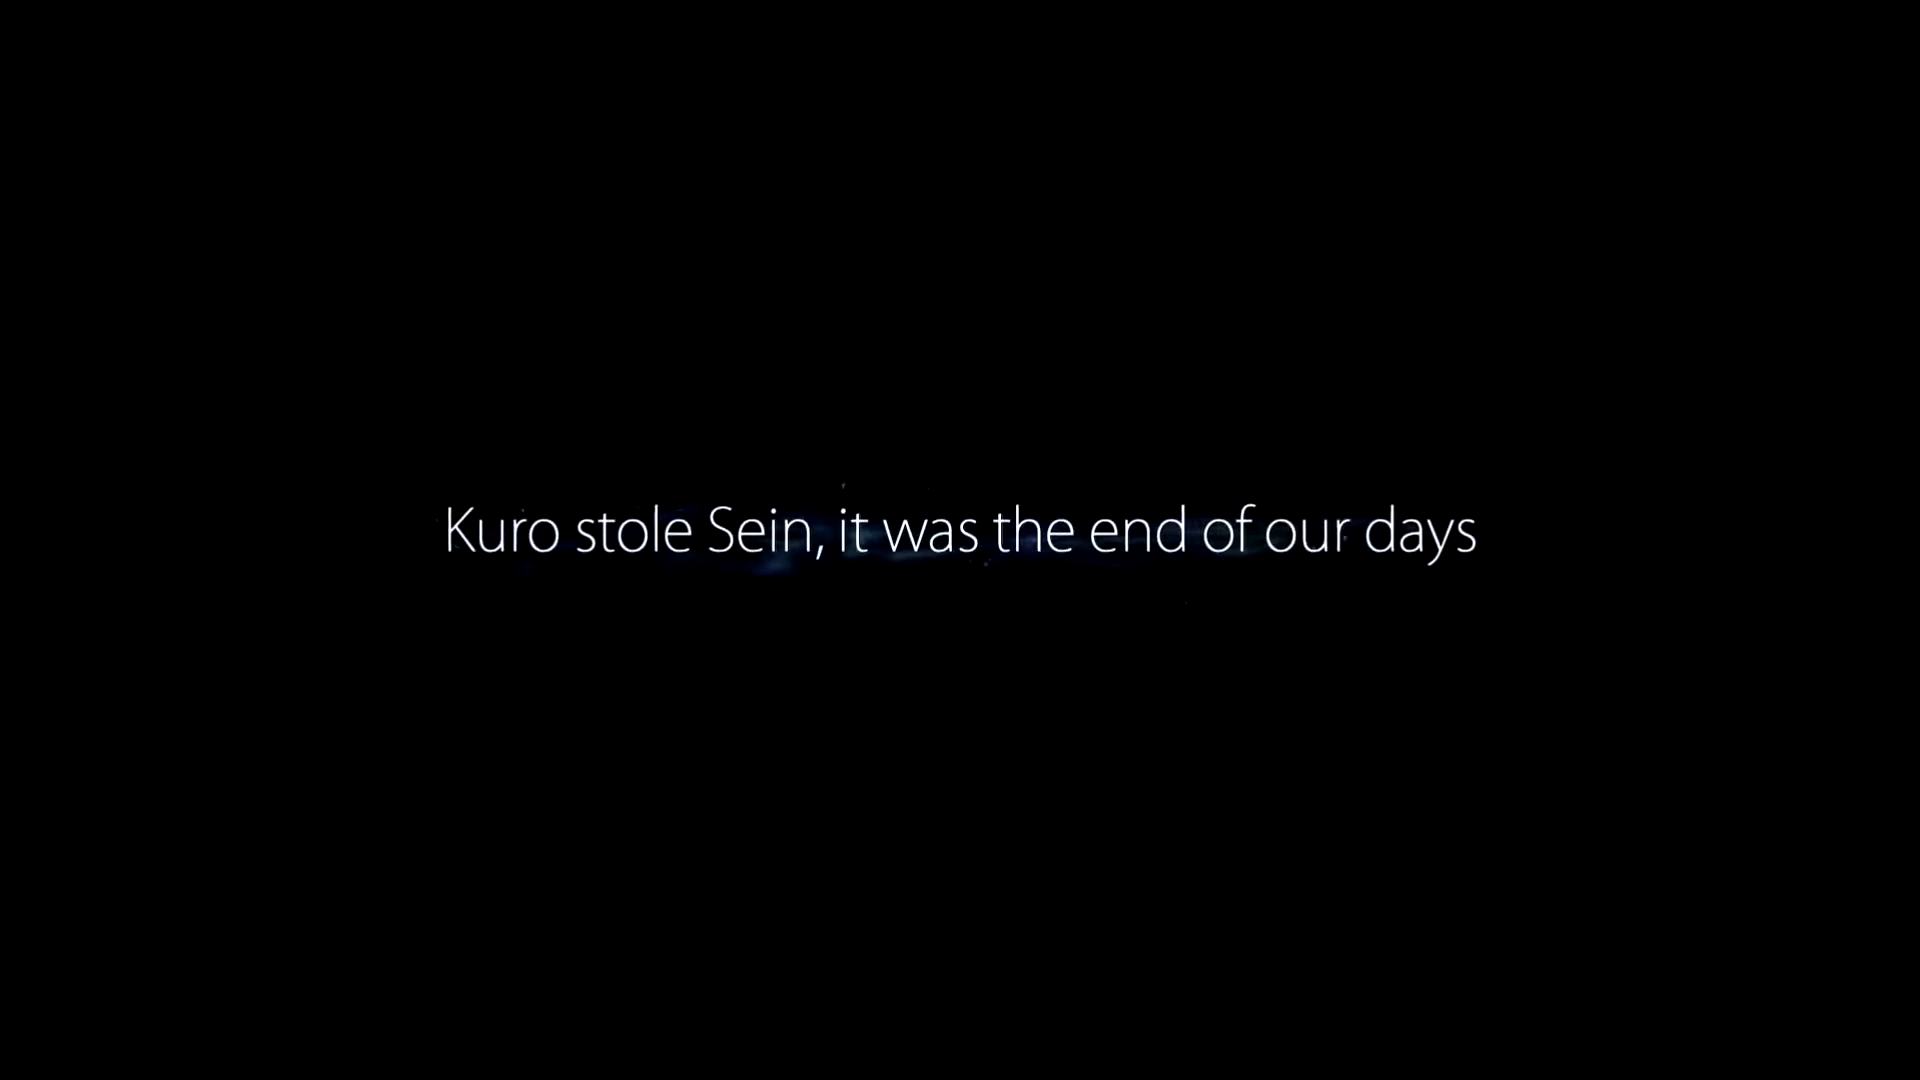 Kuro stole Sein, it was the end of our days